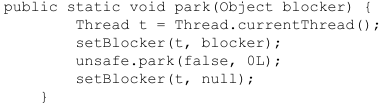 public static void park(Object blocker) {
        Thread t = Thread.currentThread();
        setBlocker(t, blocker);
        unsafe.park(false, 0L);
        setBlocker(t, null);
    }